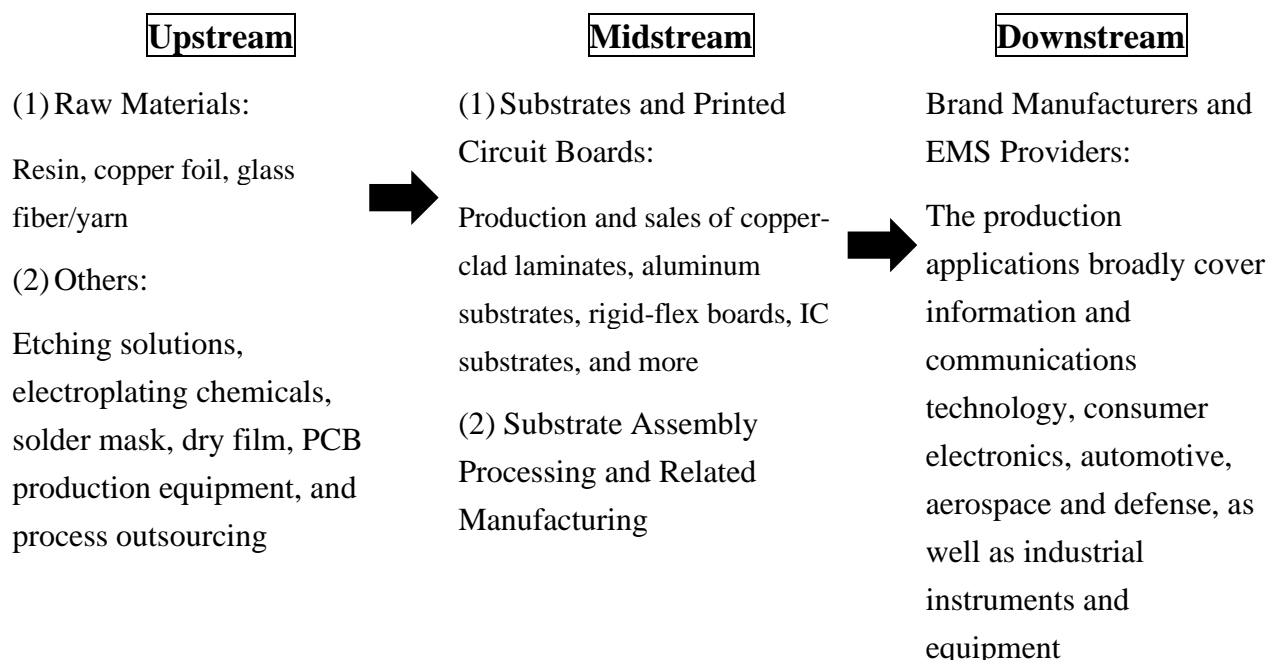 Upstream
(1) Raw Materials:
Resin, copper foil, glass
fiber/yarn
(2) Others:
Etching solutions,
electroplating chemicals,
solder mask, dry film, PCB
production equipment, and
process outsourcing
Midstream
(1) Substrates and Printed
Circuit Boards:
Production and sales of copper-
clad laminates, aluminum
substrates, rigid-flex boards, IC
substrates, and more
(2) Substrate Assembly
Processing and Related
Manufacturing
Downstream
Brand Manufacturers and
EMS Providers:
The production
applications broadly cover
information and
communications
technology, consumer
electronics, automotive,
aerospace and defense, as
well as industrial
instruments and
equipment